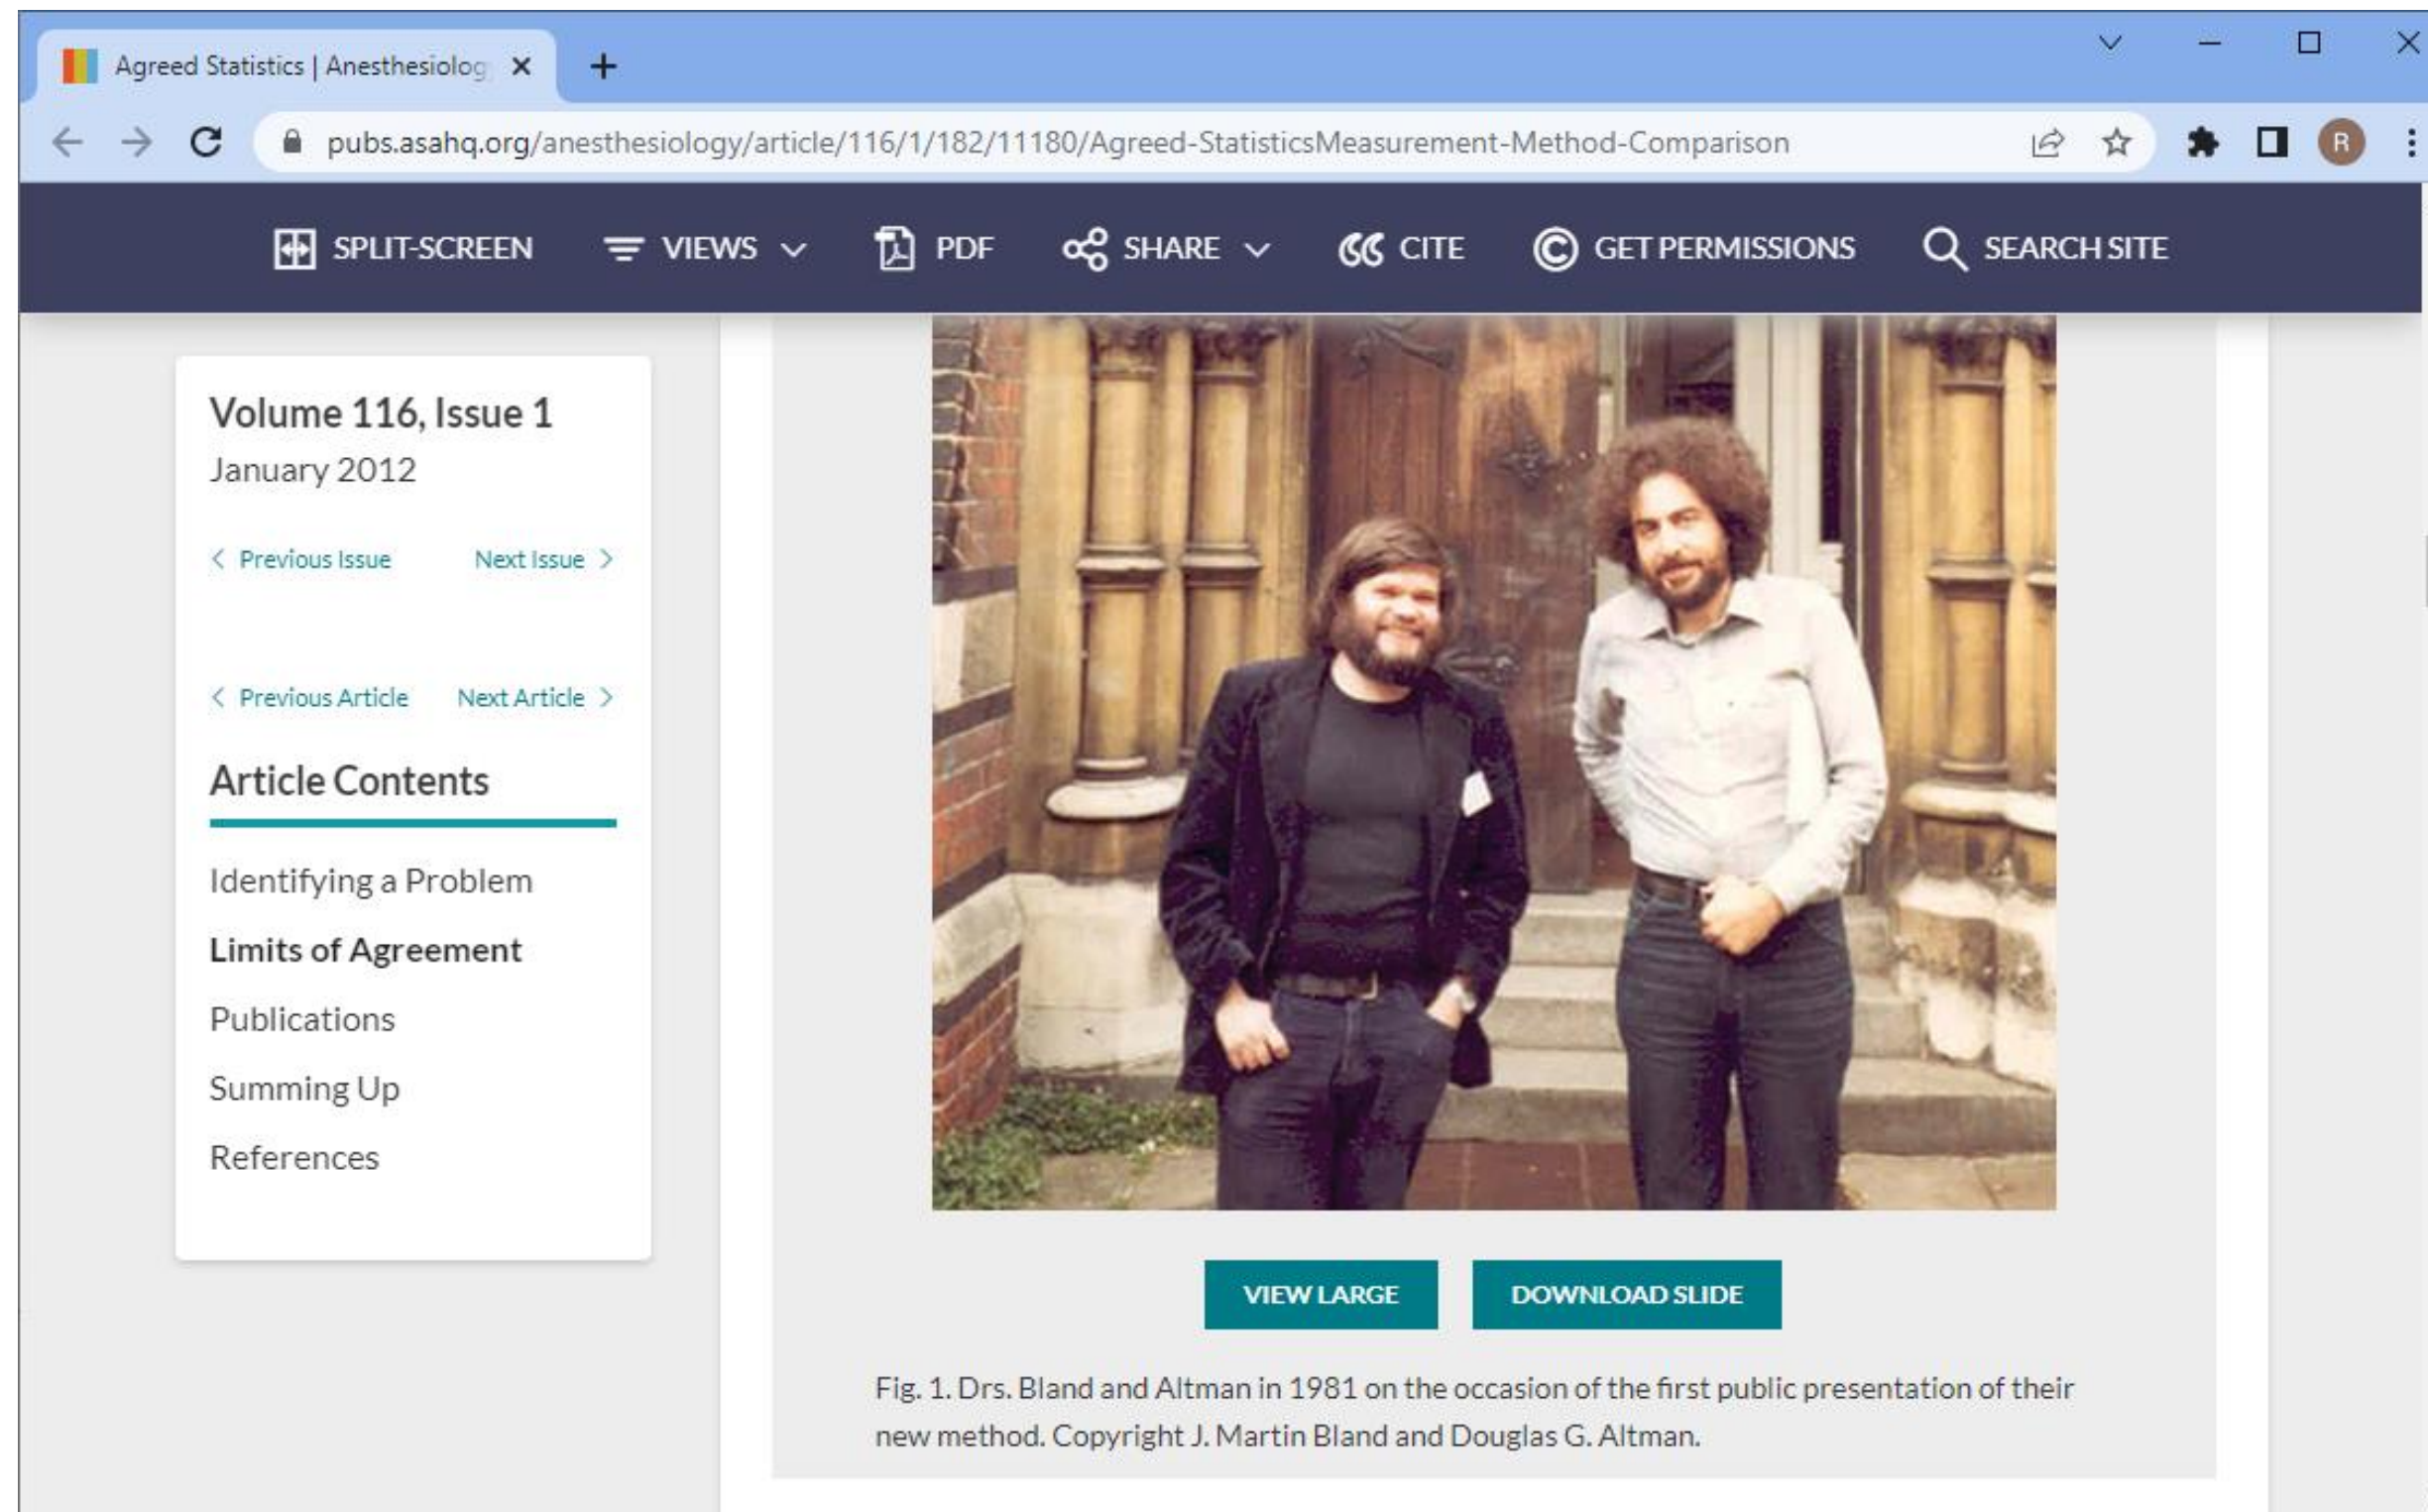 Agreed Statistics | Anesthesiolog
pubs.asahq.org/anesthesiology/article/116/1/182/11180/Agreed-StatisticsMeasurement-Method-Comparison
R
SPLIT-SCREEN VIEWS PDF SHARE CITE GET PERMISSIONS SEARCH SITE
Volume 116, Issue 1
January 2012
< Previous Issue Next Issue >
< Previous Article Next Article >
Article Contents
Identifying a Problem
Limits of Agreement
Publications
Summing Up
References
VIEW LARGE DOWNLOAD SLIDE
Fig. 1. Drs. Bland and Altman in 1981 on the occasion of the first public presentation of their
new method. Copyright J. Martin Bland and Douglas G. Altman.